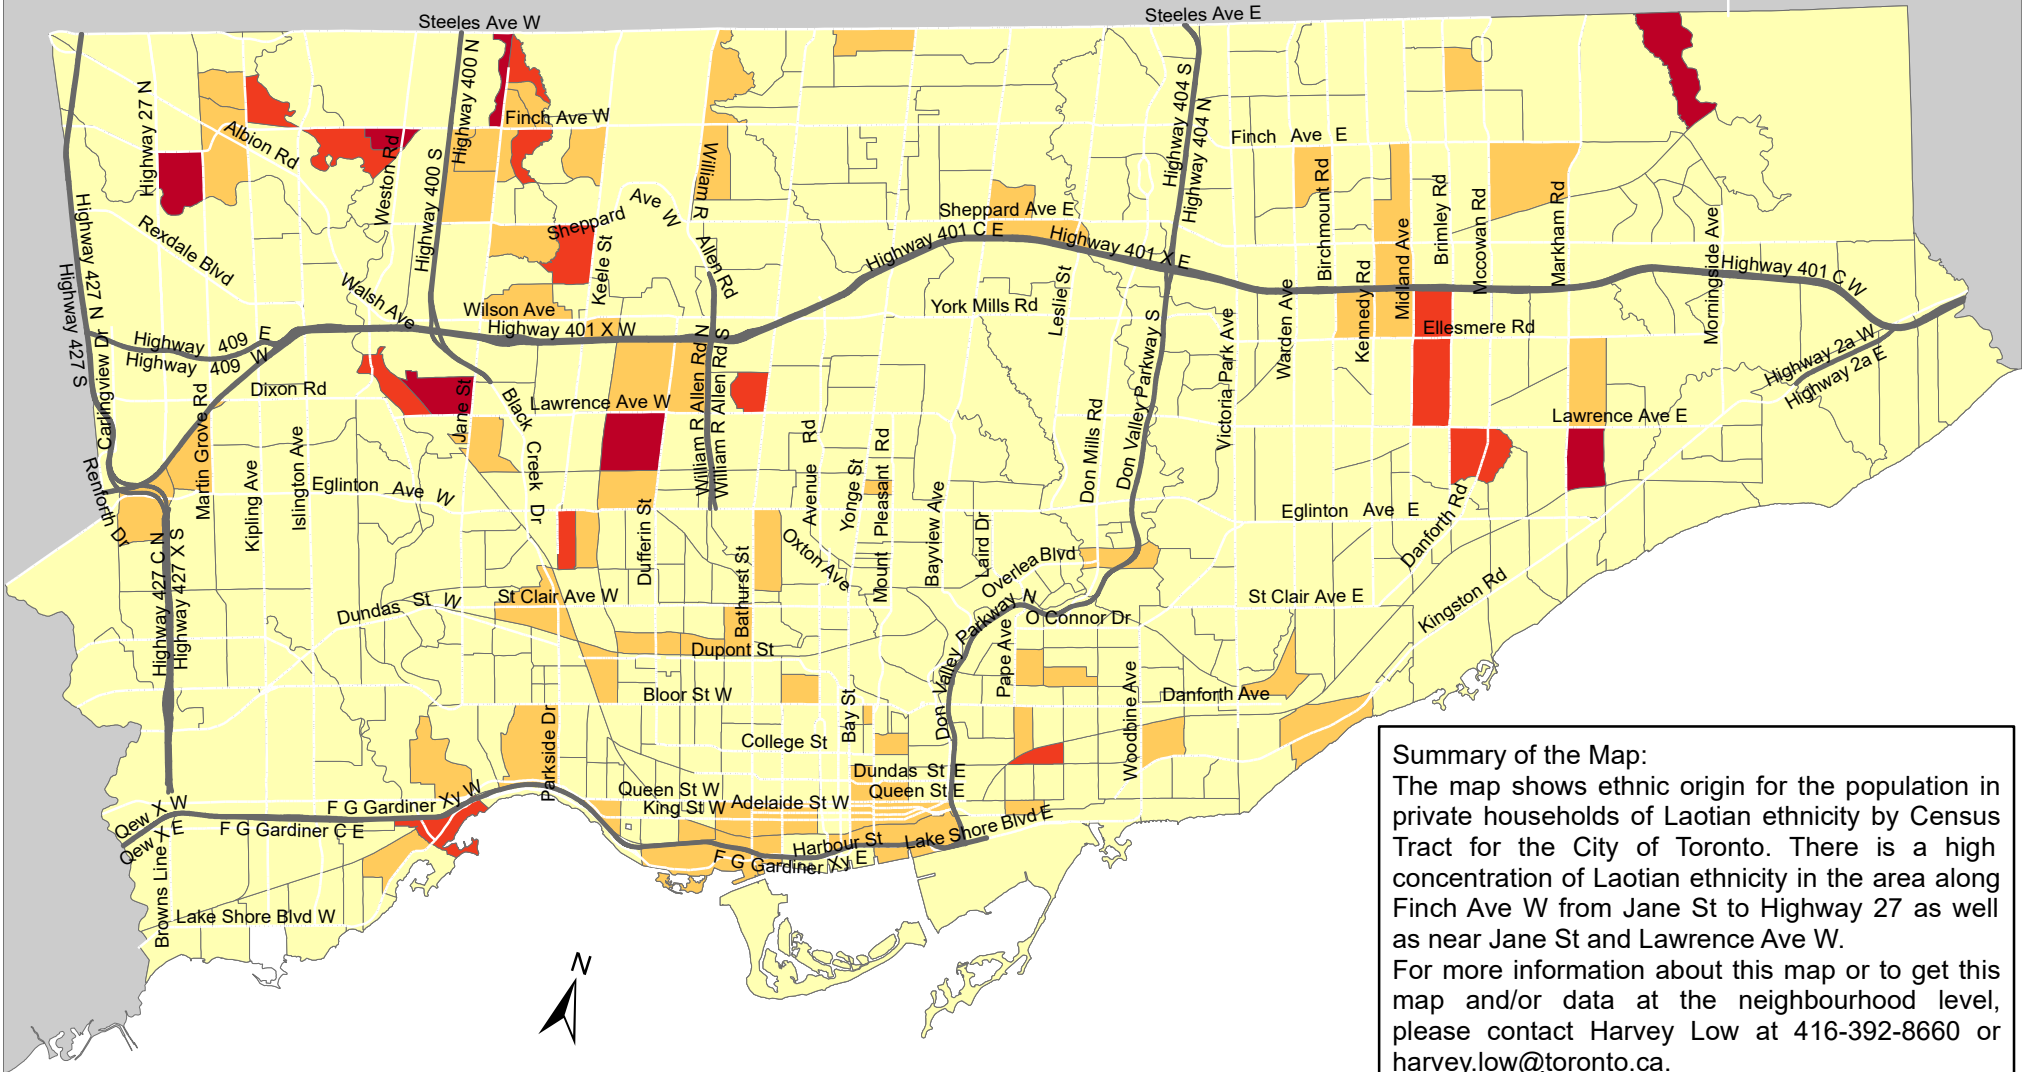 Steeles Ave W
Steeles Ave E
Highway 27 N
Highway 400 N
Highway 404 S
Highway 404 N
Finch Ave W
Finch Ave E
Albion Rd
Weston Rd
Highway 400 S
William R Allen Rd
Birchmount Rd
Brimley Rd
Mccowan Rd
Markham Rd
Midland Ave
Kennedy Rd
Morningside Ave
Sheppard Ave W
Sheppard Ave E
Highway 427 N
Highway 427 S
Rexdale Blvd
Walsh Ave
Keele St
Highway 401 C E
Highway 401 X E
Highway 401 C W
Leslie St
York Mills Rd
Wilson Ave
Highway 401 X W
Warden Ave
Victoria Park Ave
Ellesmere Rd
Highway 2a W
Highway 2a E
Highway 409 E
Highway 409 W
Carlingview Dr
Dixon Rd
Jane St
Black Creek Dr
Lawrence Ave W
William R Allen Rd N
William R Allen Rd S
Lawrence Ave E
Martin Grove Rd
Renforth Dr
Kipling Ave
Islington Ave
Eglinton Ave W
Dufferin St
Avenue Rd
Yonge St
Mount Pleasant Rd
Bayview Ave
Laird Dr
Don Mills Rd
Don Valley Parkway S
Eglinton Ave E
Danforth Rd
Highway 427 C N
Highway 427 X S
Bathurst St
Oxton Ave
Overlea Blvd
Dundas St W
St Clair Ave W
St Clair Ave E
Kingston Rd
Don Valley Parkway N
O Connor Dr
Pape Ave
Dupont St
Bloor St W
Woodbine Ave
Danforth Ave
Parkside Dr
Bay St
College St
Dundas St E
Queen St W
Queen St E
King St W
Adelaide St W
Qew X W
Qew X E
F G Gardiner Xy W
F G Gardiner C E
Harbour St
Lake Shore Blvd E
F G Gardiner Xy E
Browns Line
Lake Shore Blvd W
N
Summary of the Map:
The map shows ethnic origin for the population in
private households of Laotian ethnicity by Census
Tract for the City of Toronto. There is a high
concentration of Laotian ethnicity in the area along
Finch Ave W from Jane St to Highway 27 as well
as near Jane St and Lawrence Ave W.
For more information about this map or to get this
map and/or data at the neighbourhood level,
please contact Harvey Low at 416-392-8660 or
harvey.low@toronto.ca.